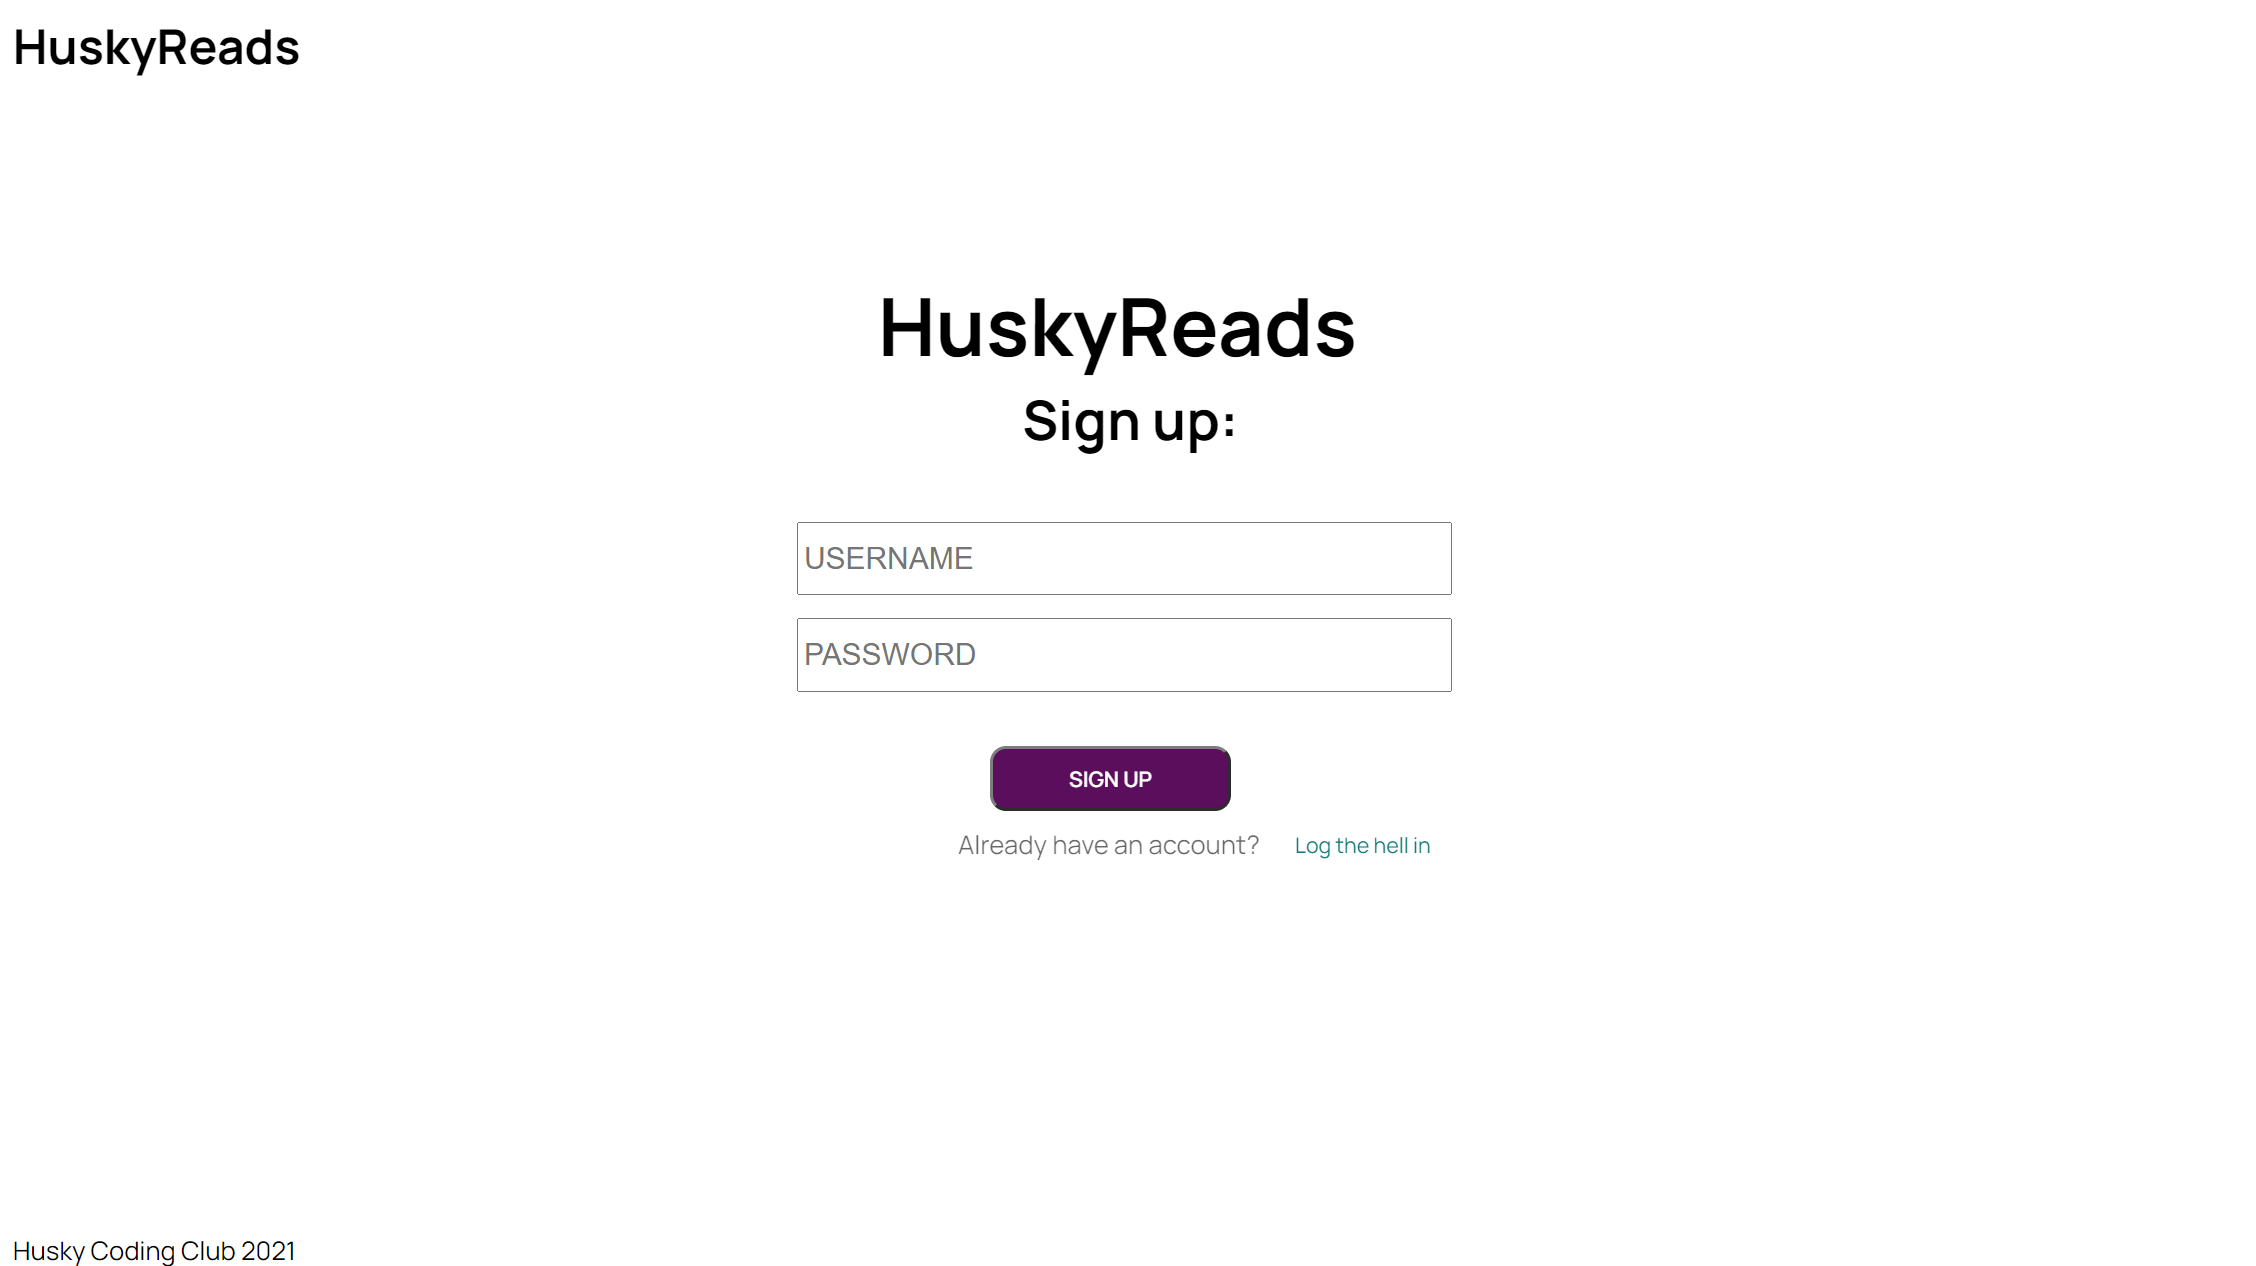 HuskyReads
HuskyReads
Sign up:
USERNAME
PASSWORD
SIGN UP
Already have an account? Log the hell in
Husky Coding Club 2021